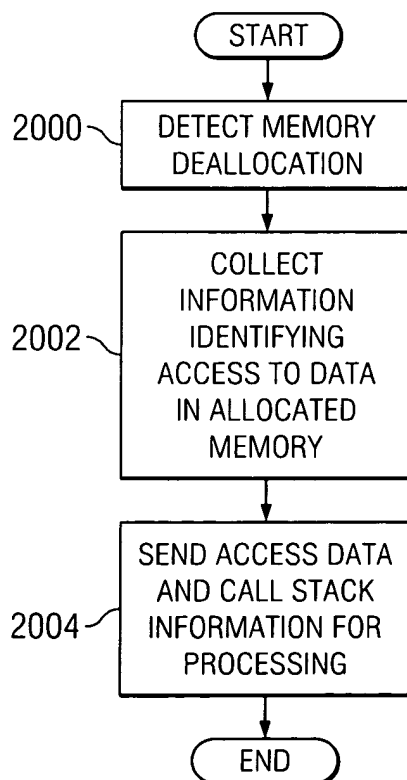 START
2000
DETECT MEMORY
DEALLOCATION
2002
COLLECT
INFORMATION
IDENTIFYING
ACCESS TO DATA
IN ALLOCATED
MEMORY
2004
SEND ACCESS DATA
AND CALL STACK
INFORMATION FOR
PROCESSING
END